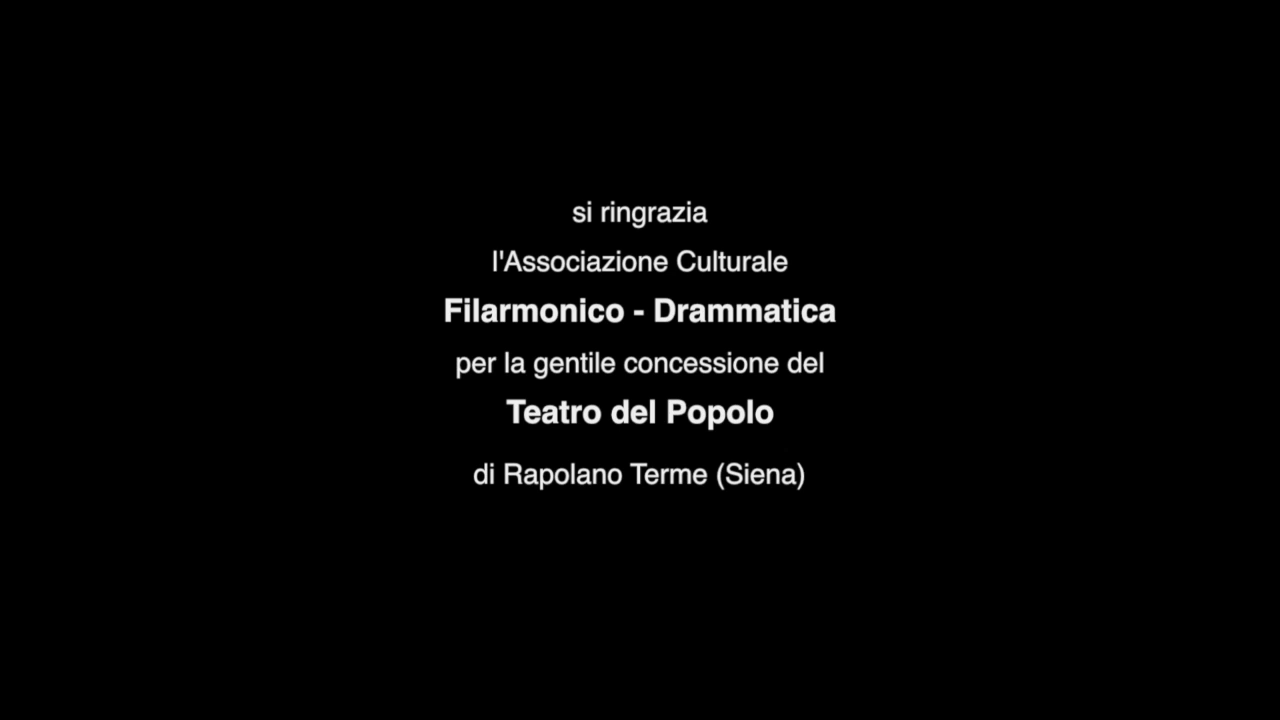 si ringrazia
l'Associazione Culturale
Filarmonico - Drammatica
per la gentile concessione del
Teatro del Popolo
di Rapolano Terme (Siena)